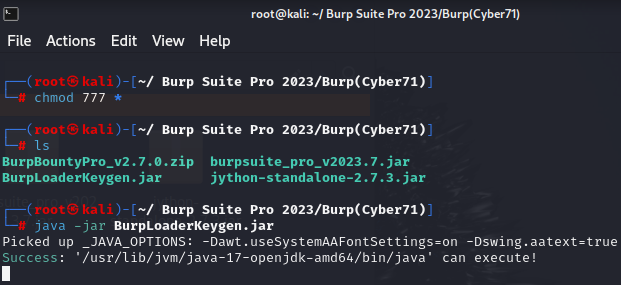 root@kali: ~/ Burp Suite Pro 2023/Burp(Cyber71)
File Actions Edit View Help
┌──(root㉿kali)-[~/ Burp Suite Pro 2023/Burp(Cyber71)]
└─# chmod 777 *
┌──(root㉿kali)-[~/ Burp Suite Pro 2023/Burp(Cyber71)]
└─# ls
BurpBountyPro_v2.7.0.zip burpsuite_pro_v2023.7.jar
BurpLoaderKeygen.jar jython-standalone-2.7.3.jar
┌──(root㉿kali)-[~/ Burp Suite Pro 2023/Burp(Cyber71)]
└─# java -jar BurpLoaderKeygen.jar
Picked up _JAVA_OPTIONS: -Dawt.useSystemAAFontSettings=on -Dswing.aatext=true
Success: '/usr/lib/jvm/java-17-openjdk-amd64/bin/java' can execute!